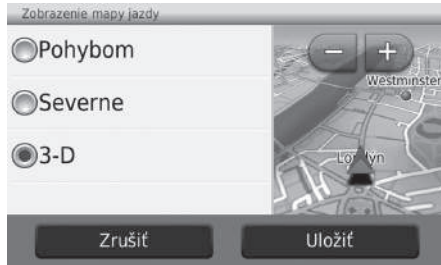 Zobrazenie mapy jazdy
Pohybom
Severne
3-D
Westminster
Londýn
Zrušiť
Uložiť